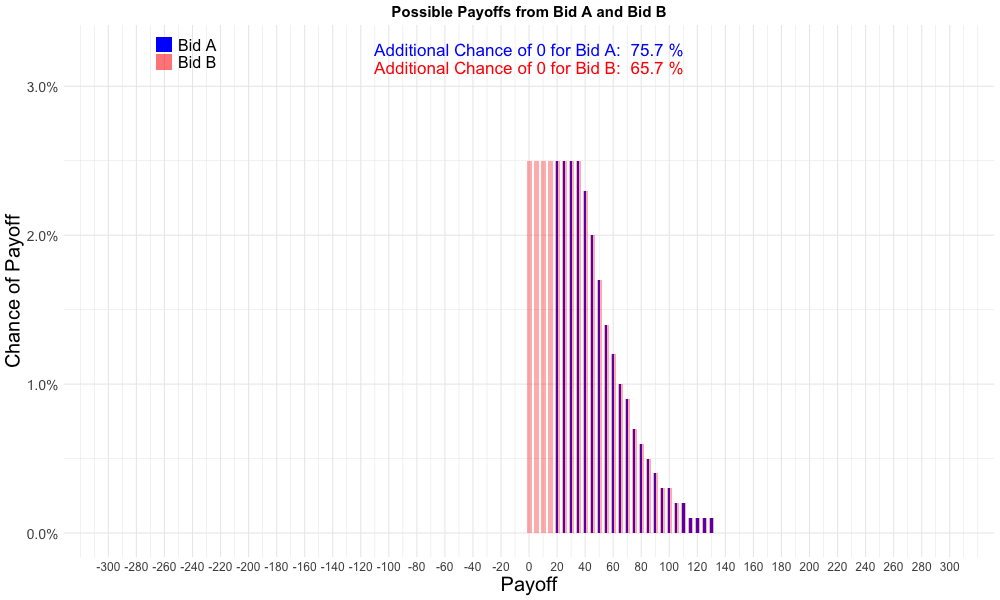 Possible Payoffs from Bid A and Bid B
Bid A
Bid B
Additional Chance of 0 for Bid A: 75.7 %
Additional Chance of 0 for Bid B: 65.7 %
Chance of Payoff
3.0%
2.0%
1.0%
0.0%
-300 -280 -260 -240 -220 -200 -180 -160 -140 -120 -100 -80 -60 -40 -20 0 20 40 60 80 100 120 140 160 180 200 220 240 260 280 300
Payoff